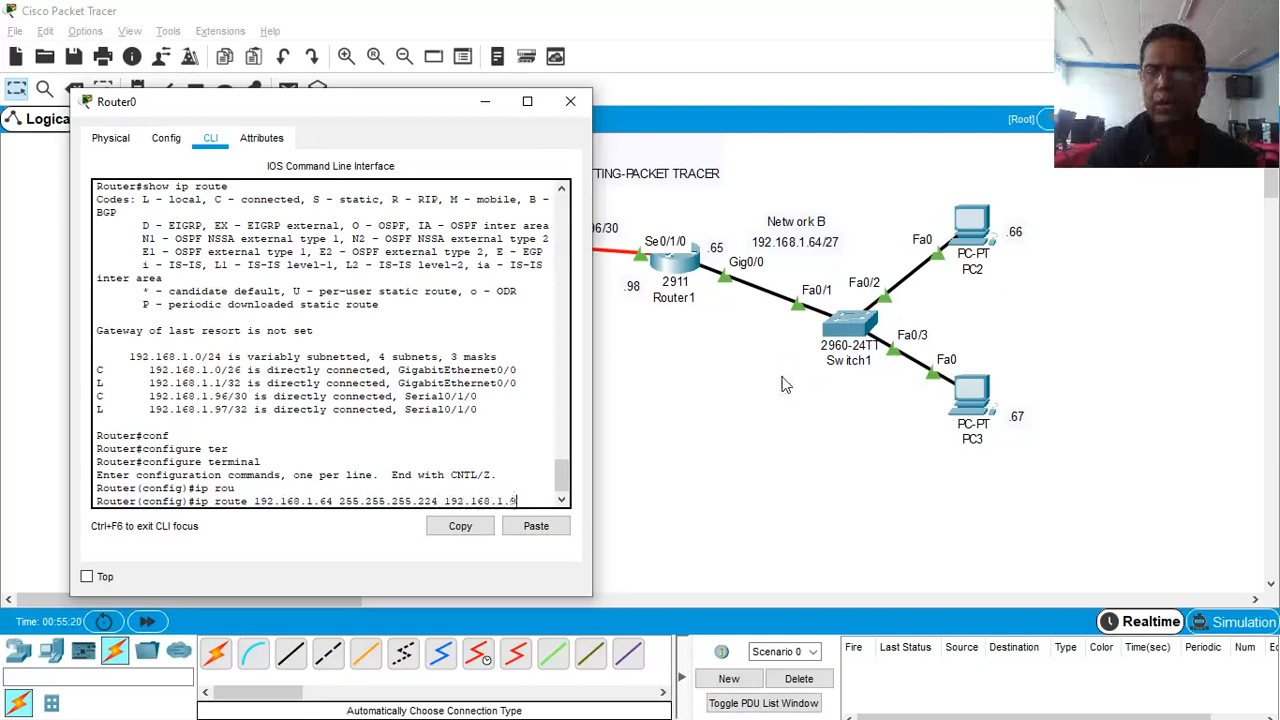 Cisco Packet Tracer
File Edit Options View Tools Extensions Help
Logica
[Root]
Router0
Physical Config CLI Attributes
IOS Command Line Interface
Router#show ip route
Codes: L - local, C - connected, S - static, R - RIP, M - mobile, B -
BGP
D - EIGRP, EX - EIGRP external, O - OSPF, IA - OSPF inter area
N1 - OSPF NSSA external type 1, N2 - OSPF NSSA external type 2
E1 - OSPF external type 1, E2 - OSPF external type 2, E - EGP
i - IS-IS, L1 - IS-IS level-1, L2 - IS-IS level-2, ia - IS-IS
inter area
* - candidate default, U - per-user static route, o - ODR
P - periodic downloaded static route
Gateway of last resort is not set
192.168.1.0/24 is variably subnetted, 4 subnets, 3 masks
C 192.168.1.0/26 is directly connected, GigabitEthernet0/0
L 192.168.1.1/32 is directly connected, GigabitEthernet0/0
C 192.168.1.96/30 is directly connected, Serial0/1/0
L 192.168.1.97/32 is directly connected, Serial0/1/0
Router#conf
Router#configure ter
Router#configure terminal
Enter configuration commands, one per line. End with CNTL/Z.
Router(config)#ip rou
Router(config)#ip route 192.168.1.64 255.255.255.224 192.168.1.9
Ctrl+F6 to exit CLI focus
Copy
Paste
Top
TTING-PACKET TRACER
96/30
Se0/1/0
.65
Gig0/0
.98
2911
Router1
Network B
192.168.1.64/27
Fa0/1
Fa0/2
Fa0
.66
PC-PT
PC2
2960-24TT
Switch1
Fa0/3
Fa0
.67
PC-PT
PC3
Time: 00:55:20
Realtime
Simulation
Scenario 0
New
Delete
Toggle PDU List Window
Fire Last Status Source Destination Type Color Time(sec) Periodic Num Ec
Automatically Choose Connection Type